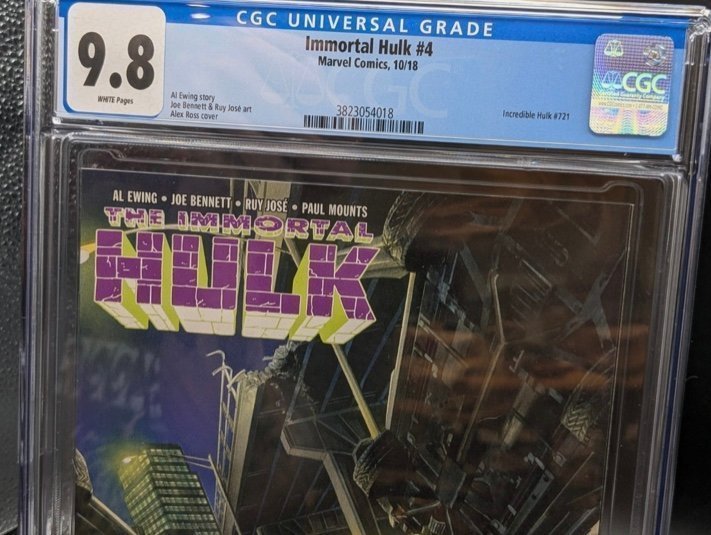 CGC UNIVERSAL GRADE
9.8
WHITE Pages
Immortal Hulk #4
Marvel Comics, 10/18
Al Ewing story
Joe Bennett & Ruy José art
Alex Ross cover
3823054018
Incredible Hulk #721
CGC
AL EWING • JOE BENNETT • RUY JOSÉ • PAUL MOUNTS
THE IMMORTAL
HULK